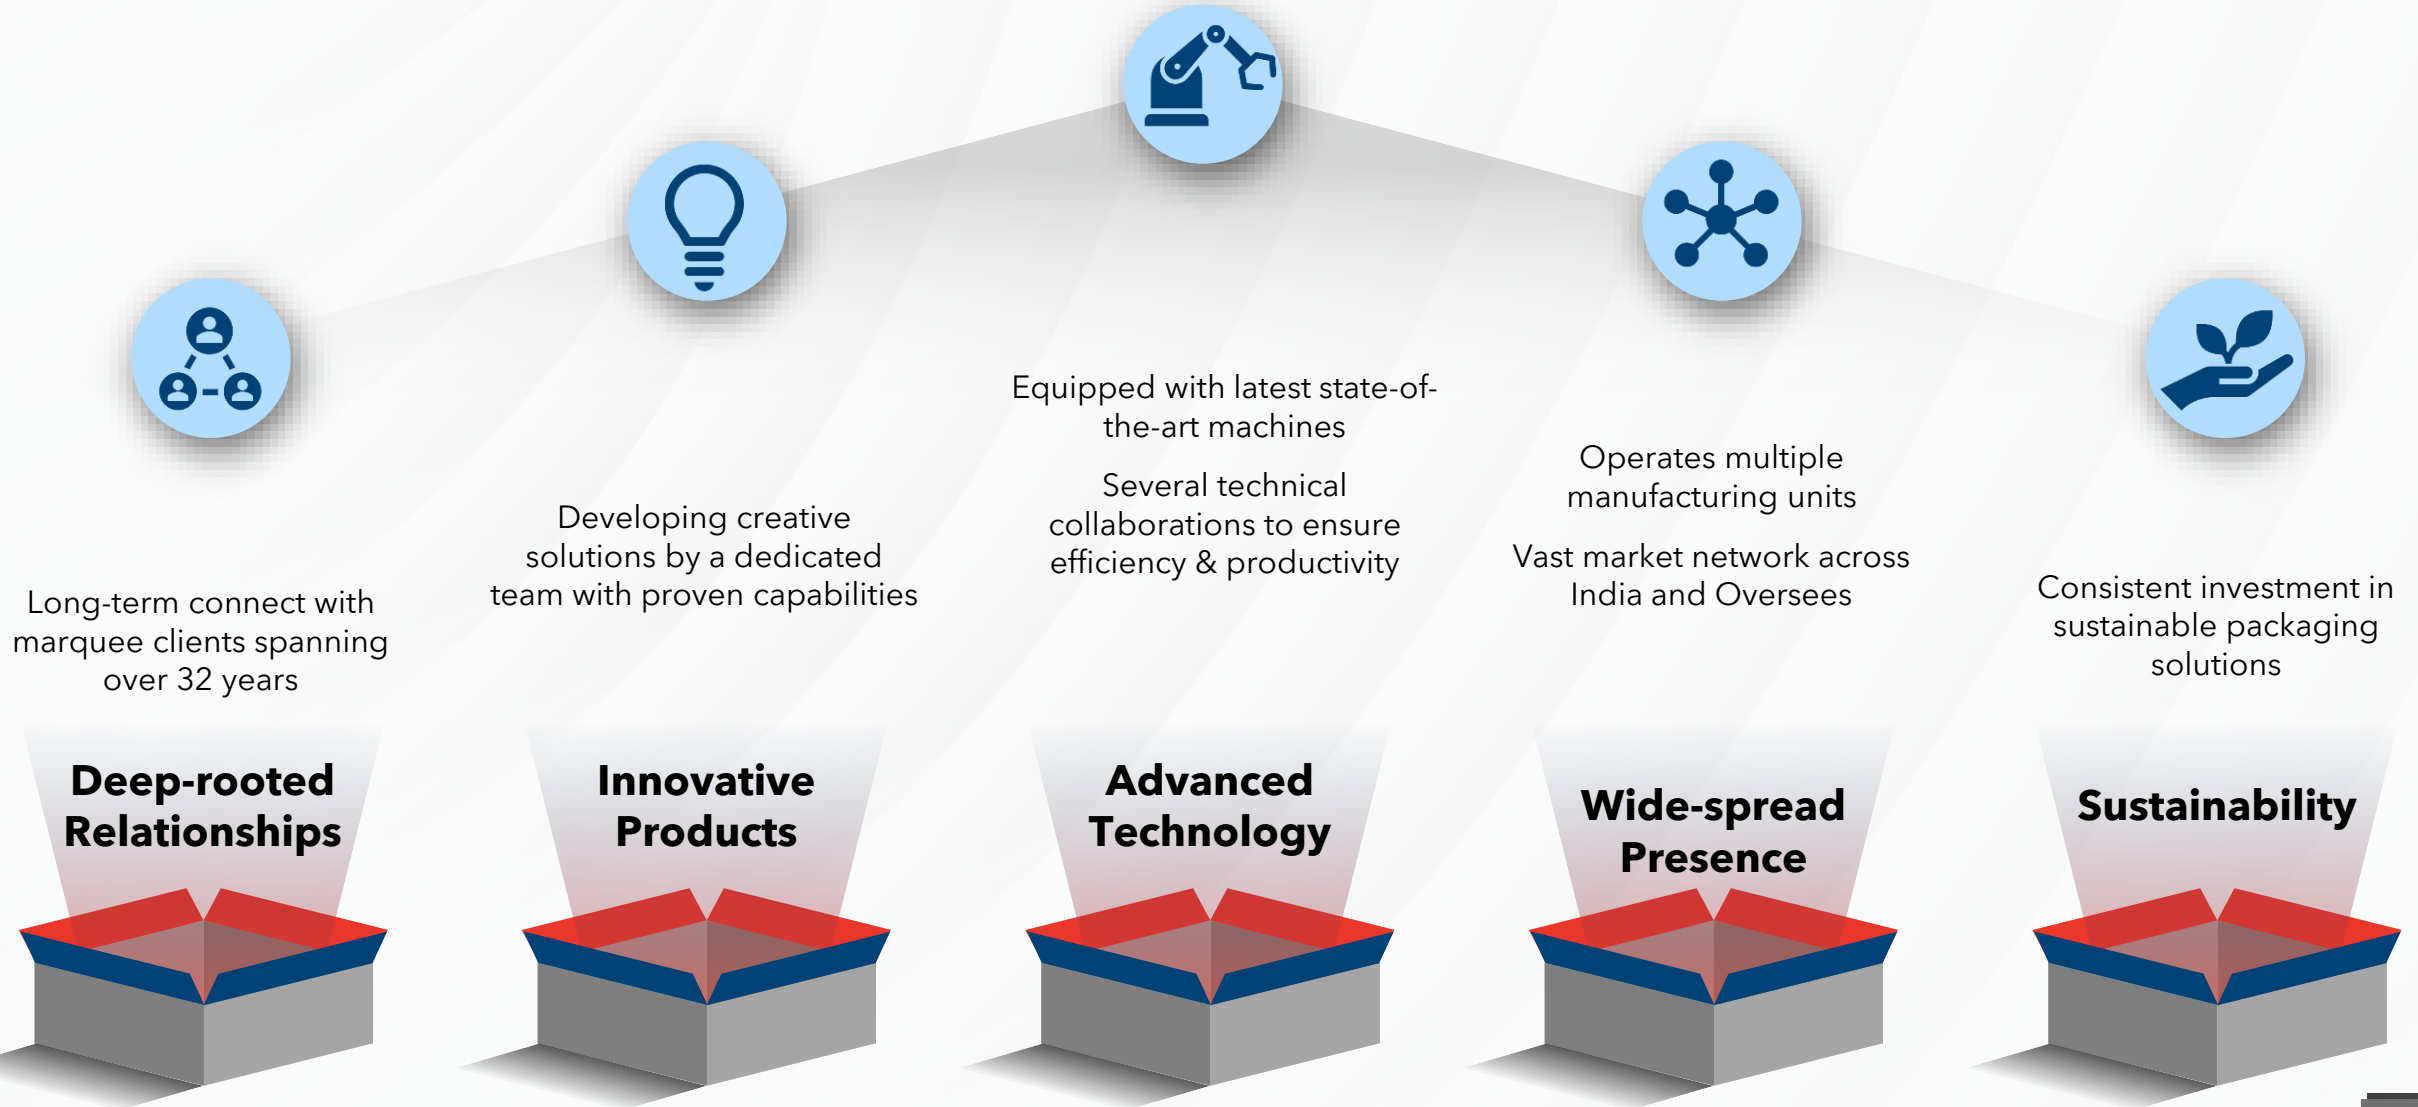 Long-term connect with
marquee clients spanning
over 32 years
Deep-rooted
Relationships
Developing creative
solutions by a dedicated
team with proven capabilities
Innovative
Products
Equipped with latest state-of-
the-art machines
Several technical
collaborations to ensure
efficiency & productivity
Advanced
Technology
Operates multiple
manufacturing units
Vast market network across
India and Oversees
Wide-spread
Presence
Consistent investment in
sustainable packaging
solutions
Sustainability